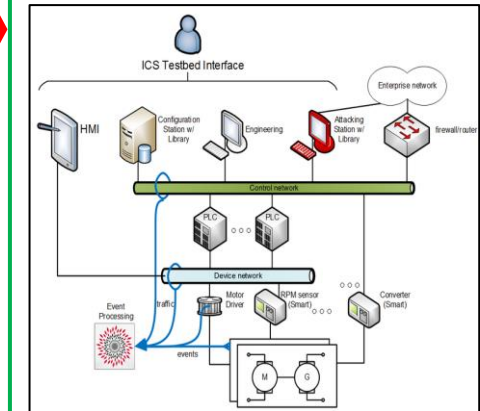 ICS Testbed Interface
Enterprise network
HMI
Configuration
Station w/
Library
Engineering
Attacking
Station w/
Library
firewall/router
Control network
PLC
PLC
Device network
Event
Processing
traffic
Motor
Driver
RPM sensor
(Smart)
Converter
(Smart)
events
M
G